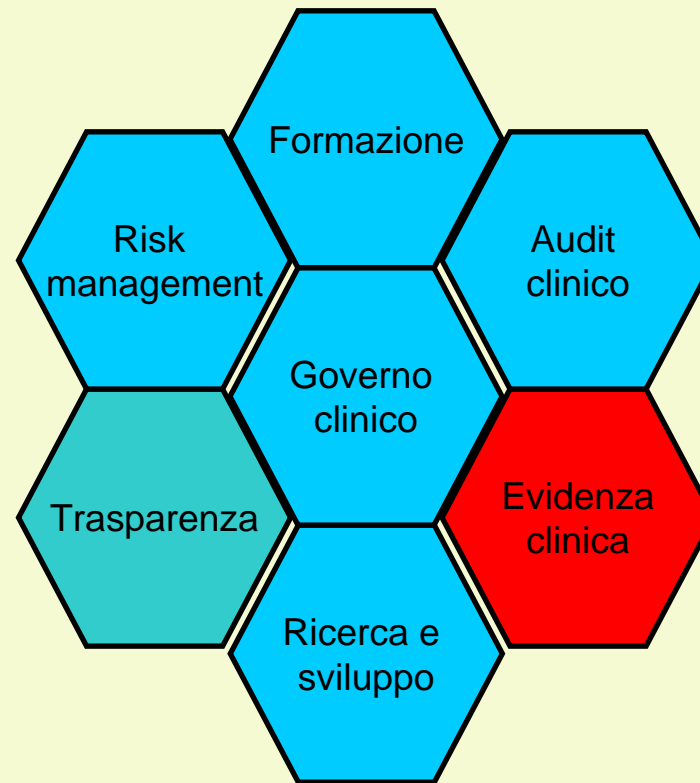 Formazione
Risk
management
Audit
clinico
Governo
clinico
Trasparenza
Evidenza
clinica
Ricerca e
sviluppo